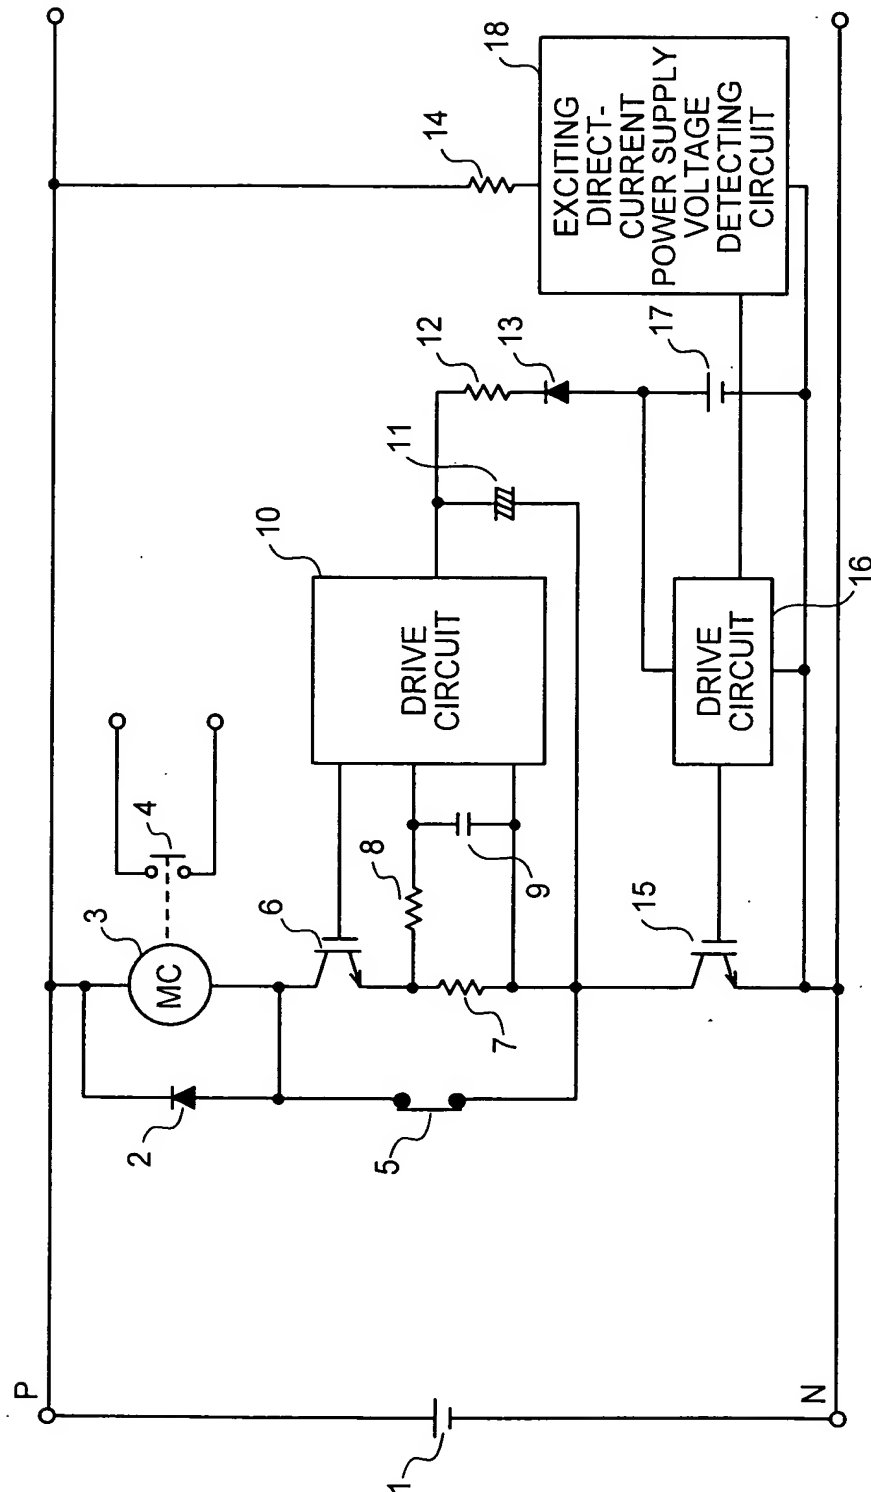 P
1
N
2
3
MC
4
5
6
7
8
9
10
DRIVE
CIRCUIT
11
12
13
14
15
DRIVE
CIRCUIT
16
17
18
EXCITING
DIRECT-
CURRENT
POWER SUPPLY
VOLTAGE
DETECTING
CIRCUIT